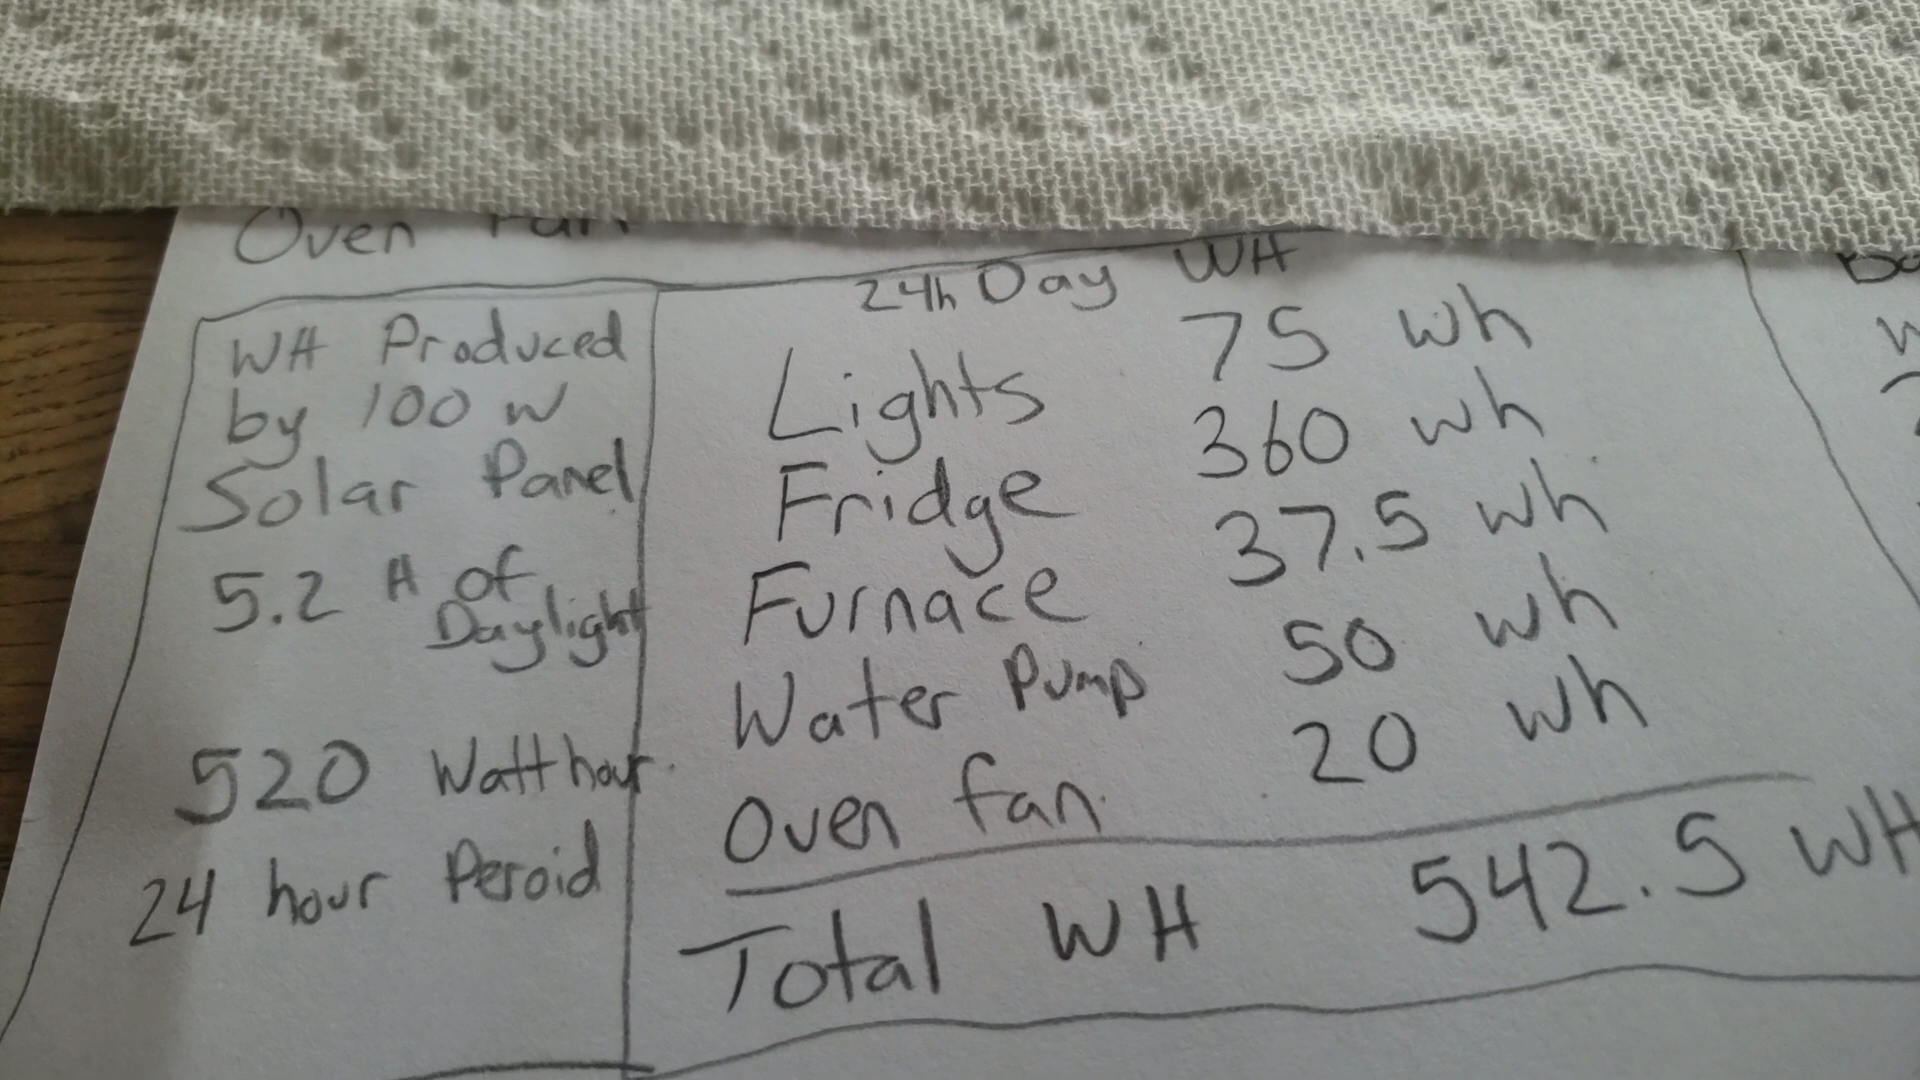 Oven Fan
WH Produced
by 100 W
Solar Panel
5.2 H of
Daylight
520 Watt hour
24 hour Peroid
24h Day WH
Lights 75 Wh
Fridge 360 Wh
Furnace 37.5 Wh
Water Pump 50 Wh
Oven fan 20 Wh
Total WH 542.5 WH